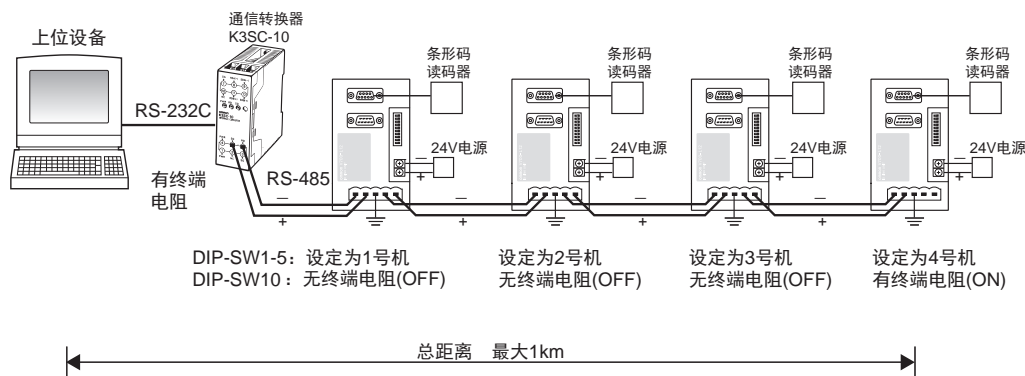 上位设备
通信转换器
K3SC-10
RS-232C
有终端
电阻
RS-485
条形码
读码器
24V电源
条形码
读码器
24V电源
条形码
读码器
24V电源
条形码
读码器
24V电源
－
＋
－
＋
－
＋
－
＋
－
＋
－
＋
－
＋
－
＋
DIP-SW1-5：设定为1号机
DIP-SW10：无终端电阻(OFF)
设定为2号机
无终端电阻(OFF)
设定为3号机
无终端电阻(OFF)
设定为4号机
有终端电阻(ON)
总距离　最大1km